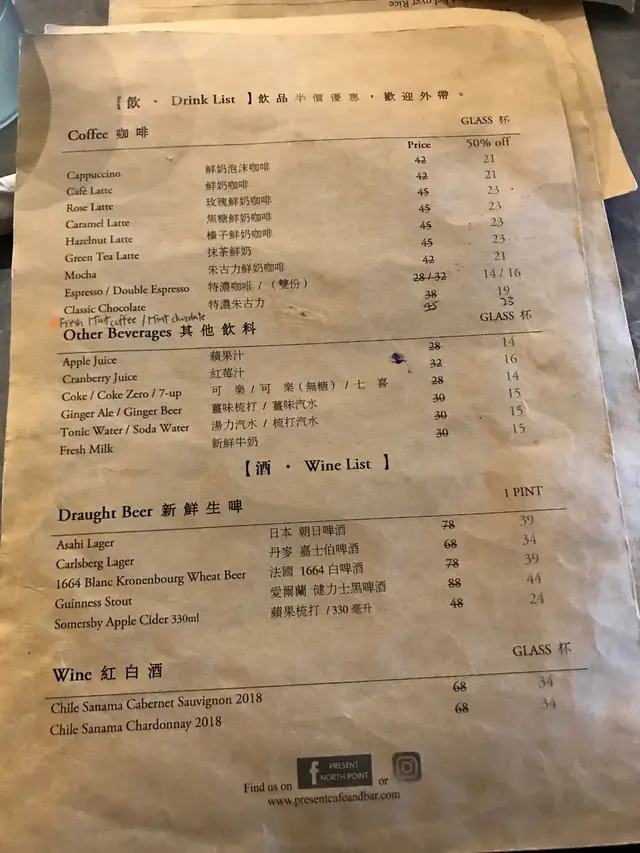 over Rice
【飲 · Drink List 】飲品半價優惠，歡迎外帶。
Coffee 咖啡 GLASS 杯
Price 50% off
Cappuccino 鮮奶泡沫咖啡 42 21
Café Latte 鮮奶咖啡 42 21
Rose Latte 玫瑰鮮奶咖啡 45 23
Caramel Latte 焦糖鮮奶咖啡 45 23
Hazelnut Latte 榛子鮮奶咖啡 45 23
Green Tea Latte 抹茶鮮奶 45 23
Mocha 朱古力鮮奶咖啡 42 21
Espresso / Double Espresso 特濃咖啡 / （雙份） 28 / 32 14 / 16
Classic Chocolate 特濃朱古力 38 19
Fresh Mint coffee / Mint chocolate 45 23
Other Beverages 其他飲料 GLASS 杯
Apple Juice 蘋果汁 28 14
Cranberry Juice 紅莓汁 32 16
Coke / Coke Zero / 7-up 可樂 / 可樂（無糖）/ 七喜 28 14
Ginger Ale / Ginger Beer 薑味梳打 / 薑味汽水 30 15
Tonic Water / Soda Water 湯力汽水 / 梳打汽水 30 15
Fresh Milk 新鮮牛奶 30 15
【酒 · Wine List 】
Draught Beer 新鮮生啤 1 PINT
Asahi Lager 日本 朝日啤酒 78 39
Carlsberg Lager 丹麥 嘉士伯啤酒 68 34
1664 Blanc Kronenbourg Wheat Beer 法國 1664 白啤酒 78 39
Guinness Stout 愛爾蘭 健力士黑啤酒 88 44
Somersby Apple Cider 330ml 蘋果梳打 / 330 毫升 48 24
Wine 紅白酒 GLASS 杯
Chile Sanama Cabernet Sauvignon 2018 68 34
Chile Sanama Chardonnay 2018 68 34
Find us on f PRESENT NORTH POINT or
www.presentcafeandbar.com